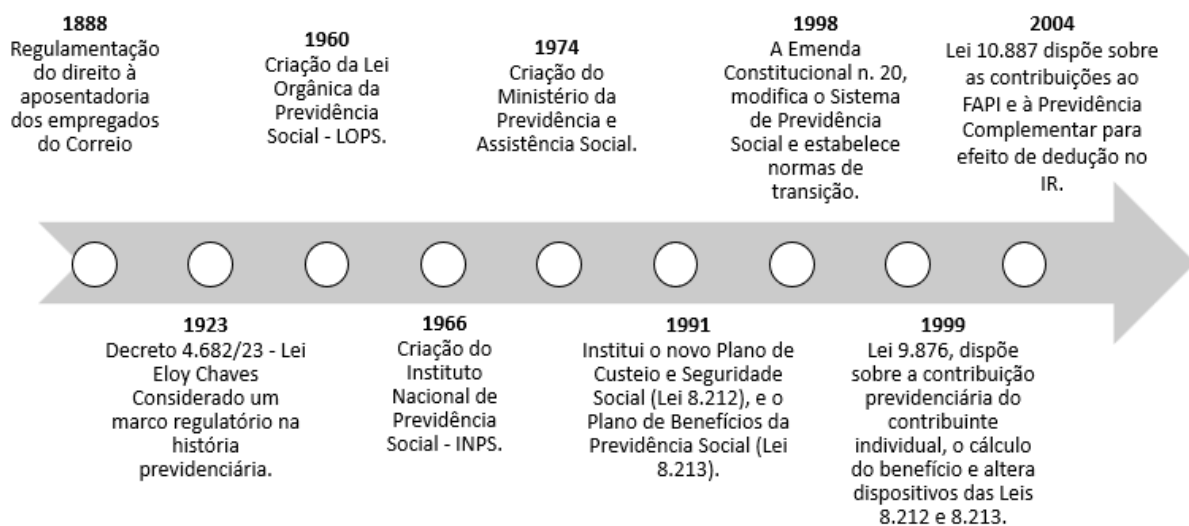 1888
Regulamentação
do direito à
aposentadoria
dos empregados
do Correio
1960
Criação da Lei
Orgânica da
Previdência
Social - LOPS.
1974
Criação do
Ministério da
Previdência e
Assistência Social.
1998
A Emenda
Constitucional n. 20,
modifica o Sistema
de Previdência
Social e estabelece
normas de
transição.
2004
Lei 10.887 dispõe sobre
as contribuições ao
FAPI e à Previdência
Complementar para
efeito de dedução no
IR.
1923
Decreto 4.682/23 - Lei
Eloy Chaves
Considerado um
marco regulatório na
história
previdenciária.
1966
Criação do
Instituto
Nacional de
Previdência
Social - INPS.
1991
Institui o novo Plano de
Custeio e Seguridade
Social (Lei 8.212), e o
Plano de Benefícios da
Previdência Social (Lei
8.213).
1999
Lei 9.876, dispõe
sobre a contribuição
previdenciária do
contribuinte
individual, o cálculo
do benefício e altera
dispositivos das Leis
8.212 e 8.213.